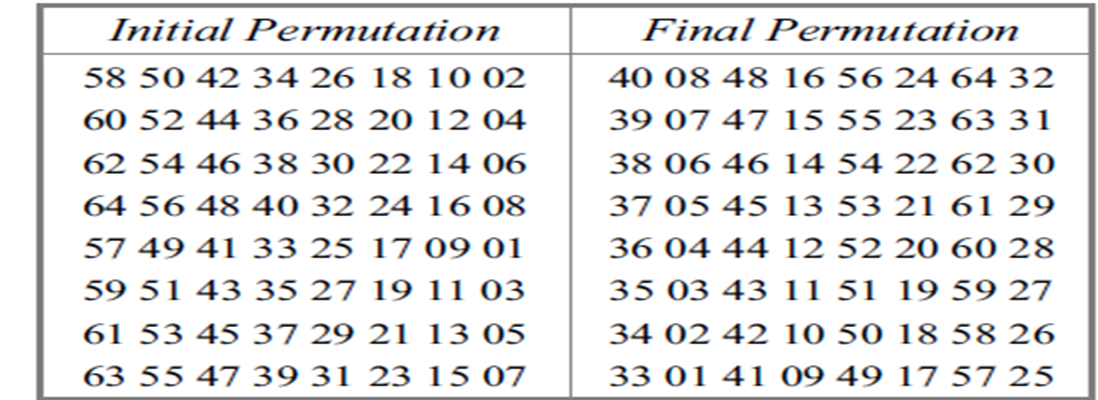 Initial Permutation Final Permutation
58 50 42 34 26 18 10 02 40 08 48 16 56 24 64 32
60 52 44 36 28 20 12 04 39 07 47 15 55 23 63 31
62 54 46 38 30 22 14 06 38 06 46 14 54 22 62 30
64 56 48 40 32 24 16 08 37 05 45 13 53 21 61 29
57 49 41 33 25 17 09 01 36 04 44 12 52 20 60 28
59 51 43 35 27 19 11 03 35 03 43 11 51 19 59 27
61 53 45 37 29 21 13 05 34 02 42 10 50 18 58 26
63 55 47 39 31 23 15 07 33 01 41 09 49 17 57 25